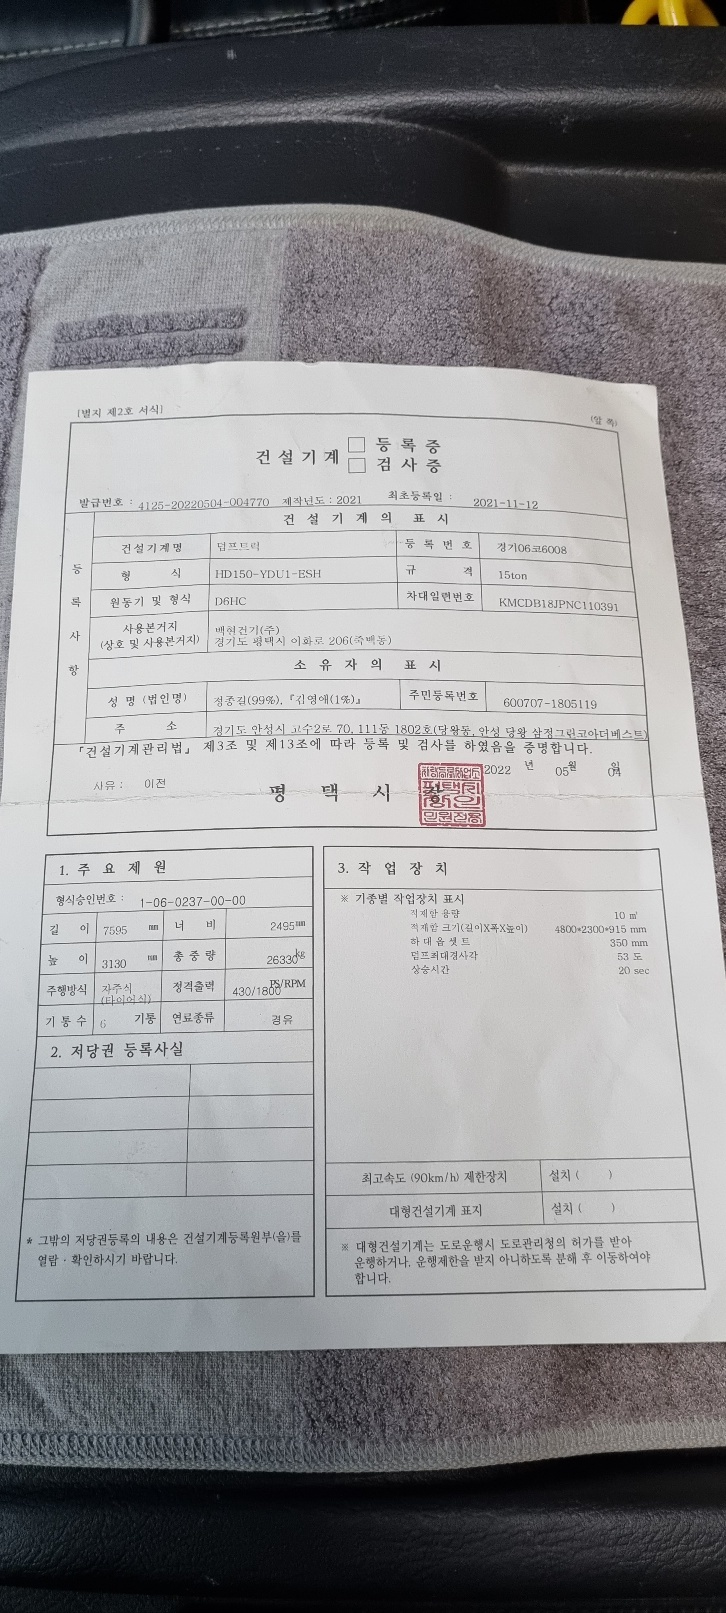 [별지 제2호 서식]
(앞 쪽)
건설기계 □ 등록증
□ 검사증
발급번호 : 4125-20220504-004770 제작년도 : 2021 최초등록일 : 2021-11-12
등록사항
건설기계의 표시
건설기계명 덤프트럭 등록번호 경기06코6008
형 식 HD150-YDU1-ESH 규 격 15ton
원동기 및 형식 D6HC 차대일련번호 KMCDB18JPNC110391
사용본거지 백현건기(주)
(상호 및 사용본거지) 경기도 평택시 이화로 206(죽백동)
소유자의 표시
성 명 (법인명) 정종길(99%), 『김영애(1%)』 주민등록번호 600707-1805119
주 소 경기도 안성시 고수2로 70, 111동 1802호(당왕동, 안성 당왕 삼정그린코아더베스트)
「건설기계관리법」 제3조 및 제13조에 따라 등록 및 검사를 하였음을 증명합니다.
2022 년 05월 04일
사유 : 이전
평 택 시 장
민원전용
1. 주 요 제 원
형식승인번호 : 1-06-0237-00-00
길 이 7595 mm 너 비 2495mm
높 이 3130 mm 총중량 26330kg
주행방식 자주식 정격출력 430/1800 PS/RPM
(타이어식)
기통수 6 기통 연료종류 경유
2. 저당권 등록사실
* 그밖의 저당권등록의 내용은 건설기계등록원부(을)를
열람 · 확인하시기 바랍니다.
3. 작 업 장 치
※ 기종별 작업장치 표시
적재함 용량 10 ㎥
적재함 크기(길이X폭X높이) 4800*2300*915 mm
하대옵셋트 350 mm
덤프최대경사각 53 도
상승시간 20 sec
최고속도 (90km/h) 제한장치 설치 ( )
대형건설기계 표지 설치 ( )
※ 대형건설기계는 도로운행시 도로관리청의 허가를 받아
운행하거나, 운행제한을 받지 아니하도록 분해 후 이동하여야
합니다.